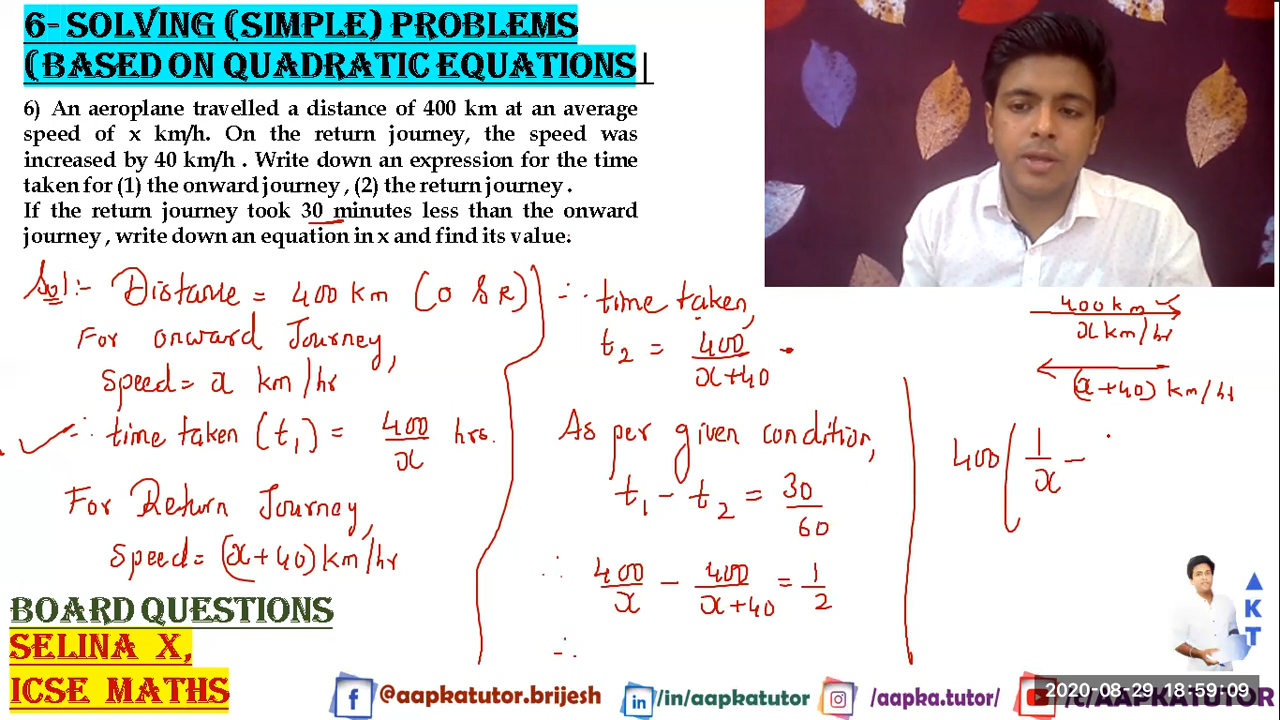 6- SOLVING (SIMPLE) PROBLEMS
(BASED ON QUADRATIC EQUATIONS
6) An aeroplane travelled a distance of 400 km at an average
speed of x km/h. On the return journey, the speed was
increased by 40 km/h . Write down an expression for the time
taken for (1) the onward journey , (2) the return journey .
If the return journey took 30 minutes less than the onward
journey , write down an equation in x and find its value.
Sol :- Distance = 400 km (O & R)
For onward Journey,
Speed = x km/hr
∴ time taken (t₁) = 400/x hrs.
For Return Journey,
Speed = (x+40) km/hr
∴ time taken,
t₂ = 400/x+40
As per given condition,
t₁ - t₂ = 30/60
∴ 400/x - 400/x+40 = 1/2
∴
400 km
x km/hr
(x+40) km/hr
400 ( 1/x -
BOARD QUESTIONS
SELINA X,
ICSE MATHS
AKT
@aapkatutor.brijesh
/in/aapkatutor
/aapka.tutor/
/c/AAPKATUTOR
2020-08-29 18:59:09